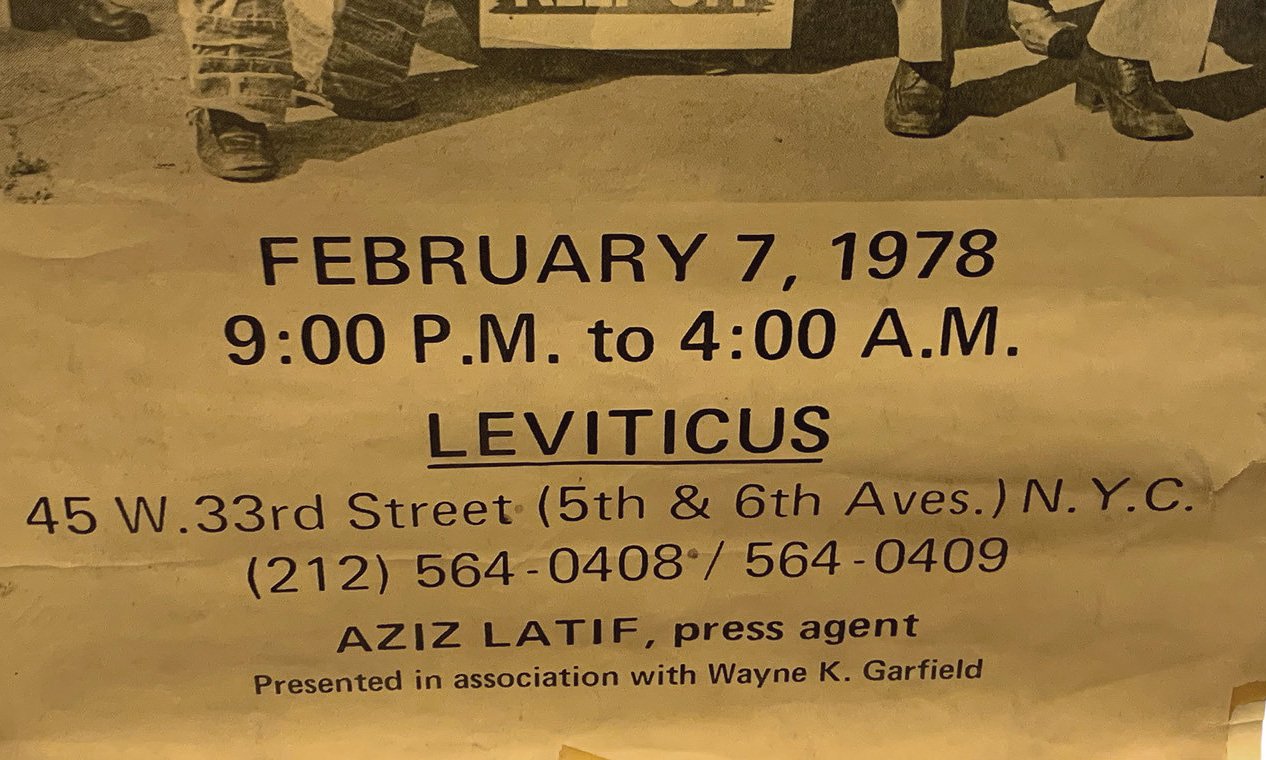 FEBRUARY 7, 1978
9:00 P.M. to 4:00 A.M.
LEVITICUS
45 W.33rd Street (5th & 6th Aves.) N.Y.C.
(212) 564-0408 / 564-0409
AZIZ LATIF, press agent
Presented in association with Wayne K. Garfield